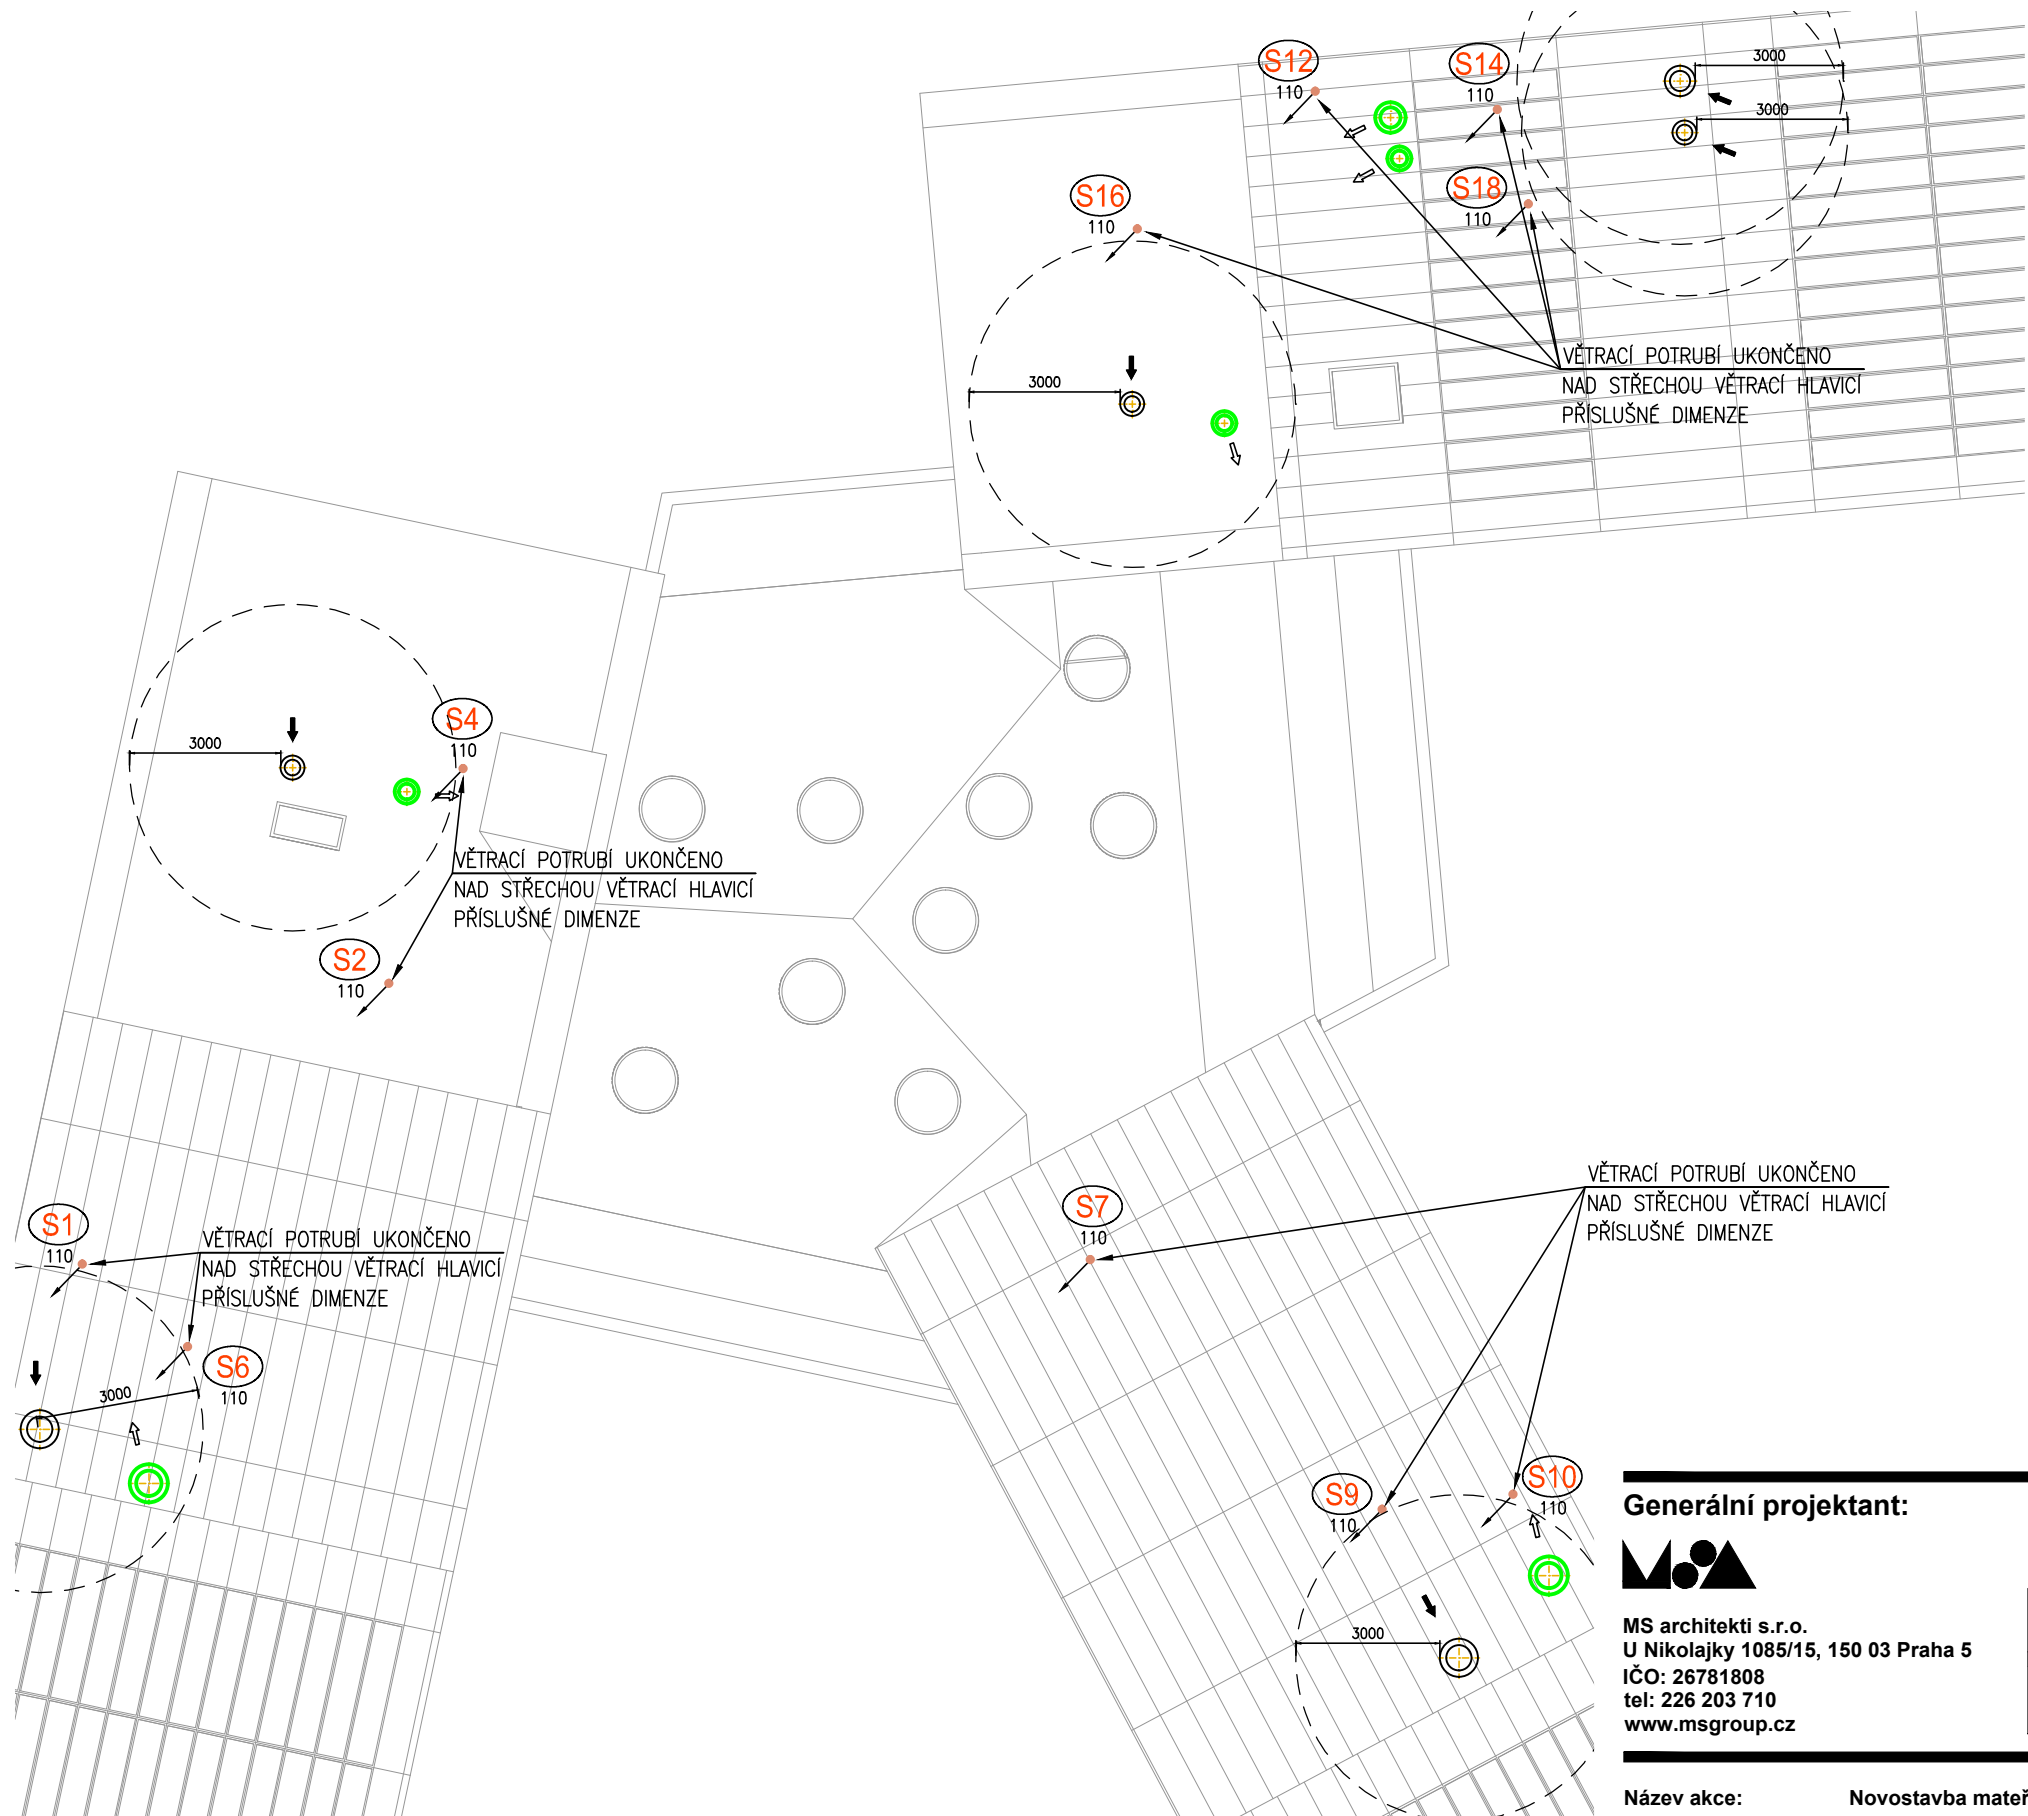 S12
110
S14
110
3000
3000
S16
110
S18
110
VĚTRACÍ POTRUBÍ UKONČENO
NAD STŘECHOU VĚTRACÍ HLAVICÍ
PŘÍSLUŠNÉ DIMENZE
3000
S4
110
3000
VĚTRACÍ POTRUBÍ UKONČENO
NAD STŘECHOU VĚTRACÍ HLAVICÍ
PŘÍSLUŠNÉ DIMENZE
S2
110
S1
110
VĚTRACÍ POTRUBÍ UKONČENO
NAD STŘECHOU VĚTRACÍ HLAVICÍ
PŘÍSLUŠNÉ DIMENZE
S6
110
3000
S7
110
VĚTRACÍ POTRUBÍ UKONČENO
NAD STŘECHOU VĚTRACÍ HLAVICÍ
PŘÍSLUŠNÉ DIMENZE
S9
110
S10
110
3000
Generální projektant:
MS architekti s.r.o.
U Nikolajky 1085/15, 150 03 Praha 5
IČO: 26781808
tel: 226 203 710
www.msgroup.cz
Název akce: Novostavba mateř